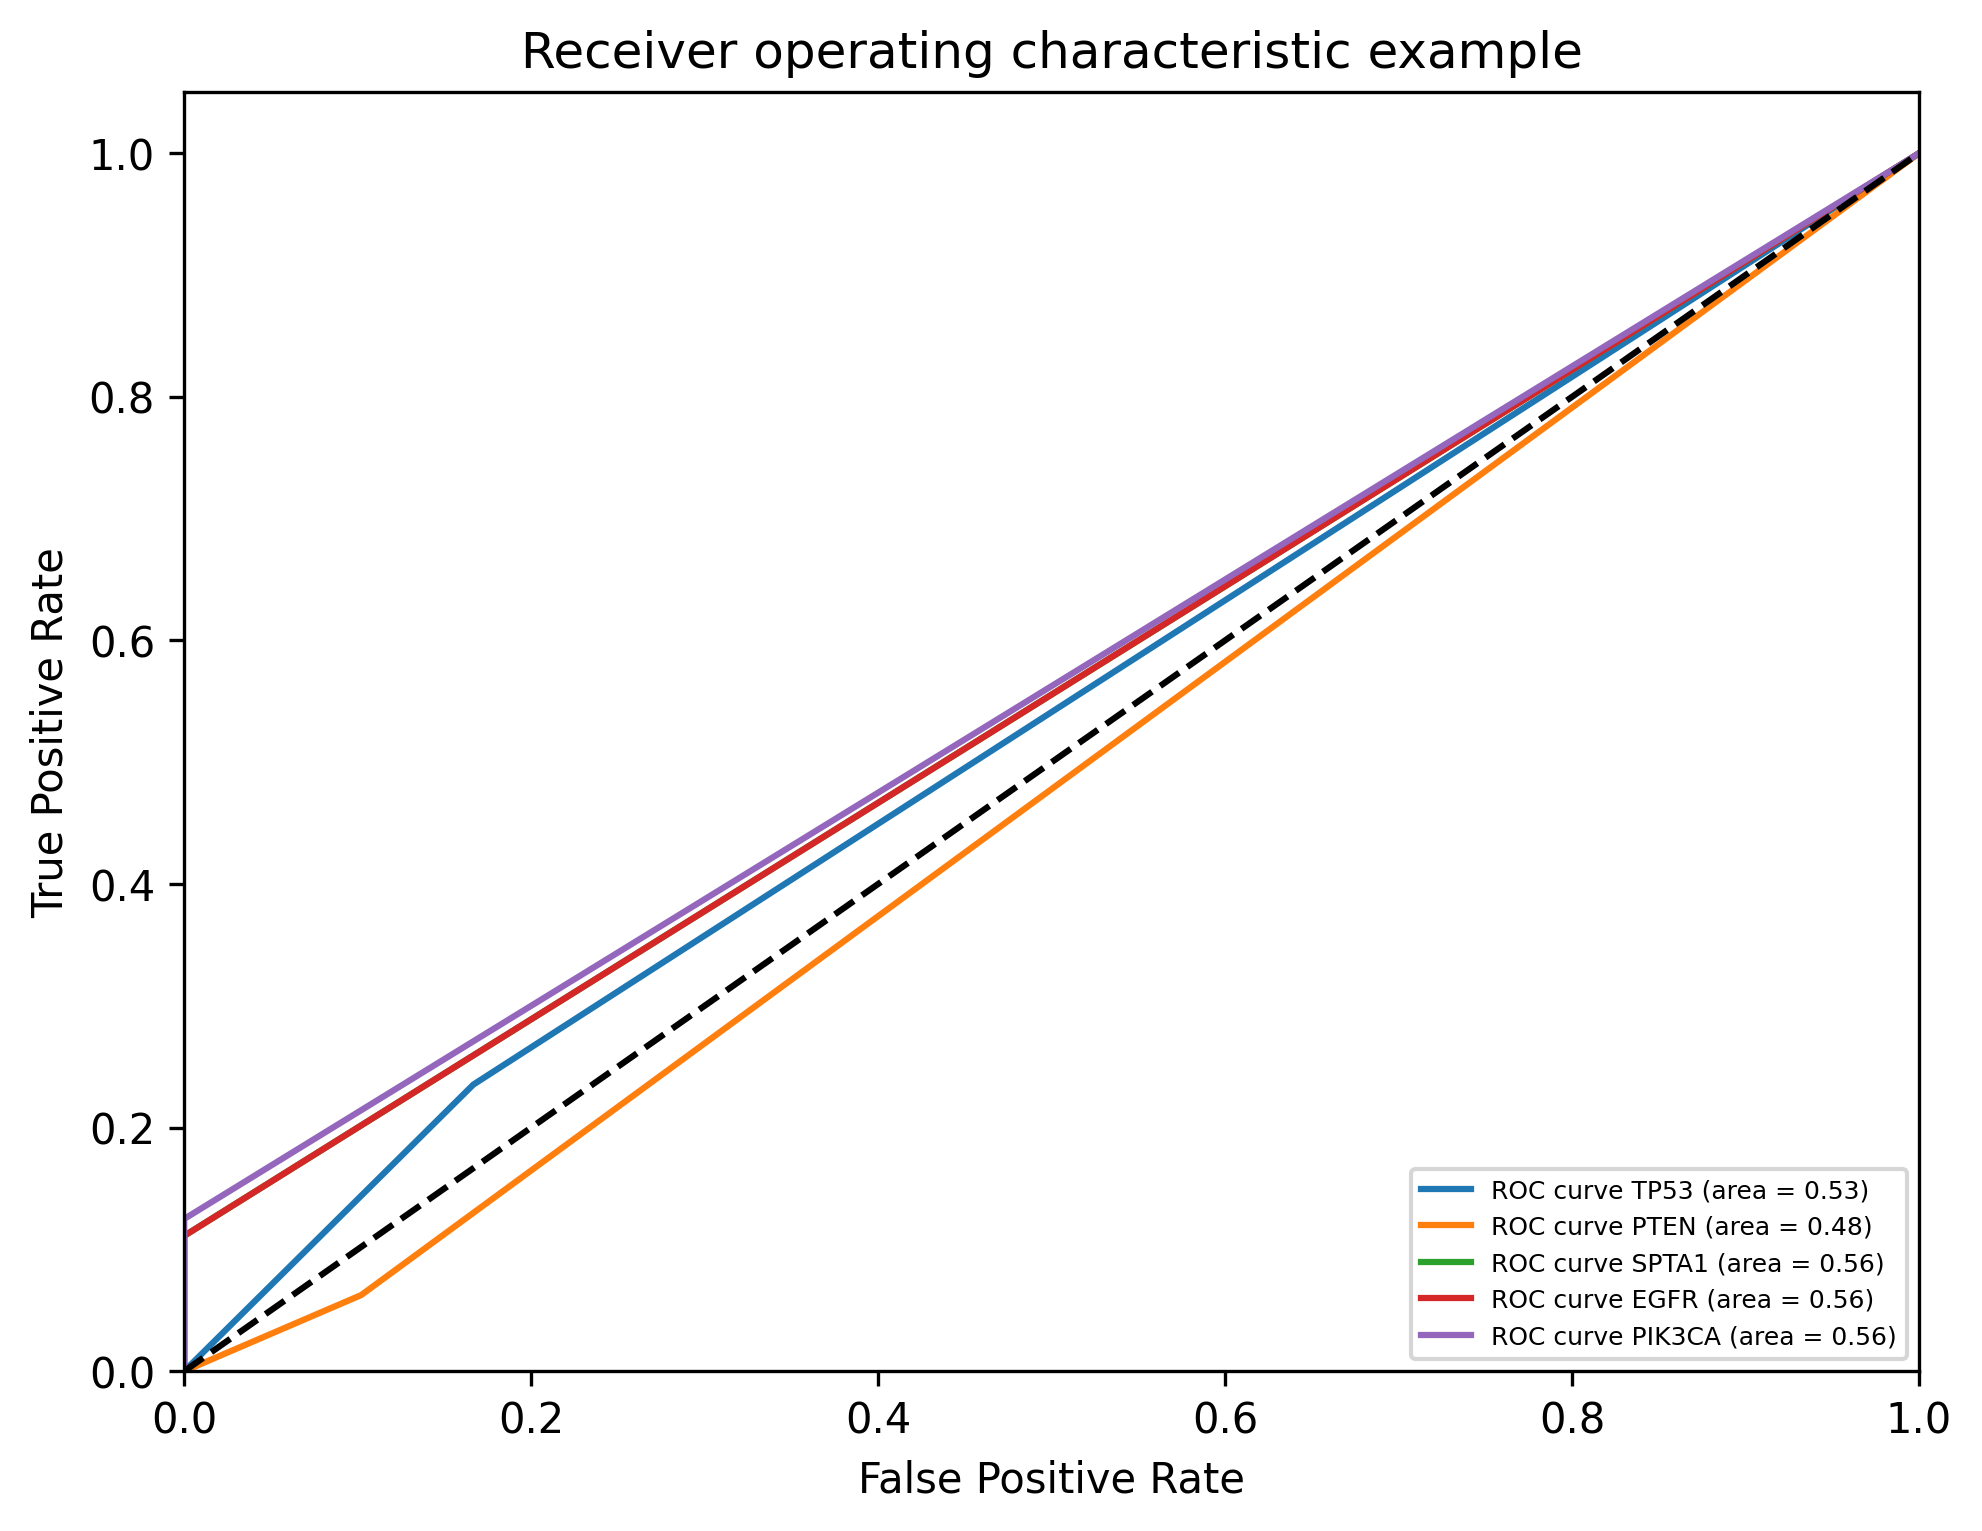 Receiver operating characteristic example
True Positive Rate
1.0
0.8
0.6
0.4
0.2
0.0
ROC curve TP53 (area = 0.53)
ROC curve PTEN (area = 0.48)
ROC curve SPTA1 (area = 0.56)
ROC curve EGFR (area = 0.56)
ROC curve PIK3CA (area = 0.56)
0.0 0.2 0.4 0.6 0.8 1.0
False Positive Rate